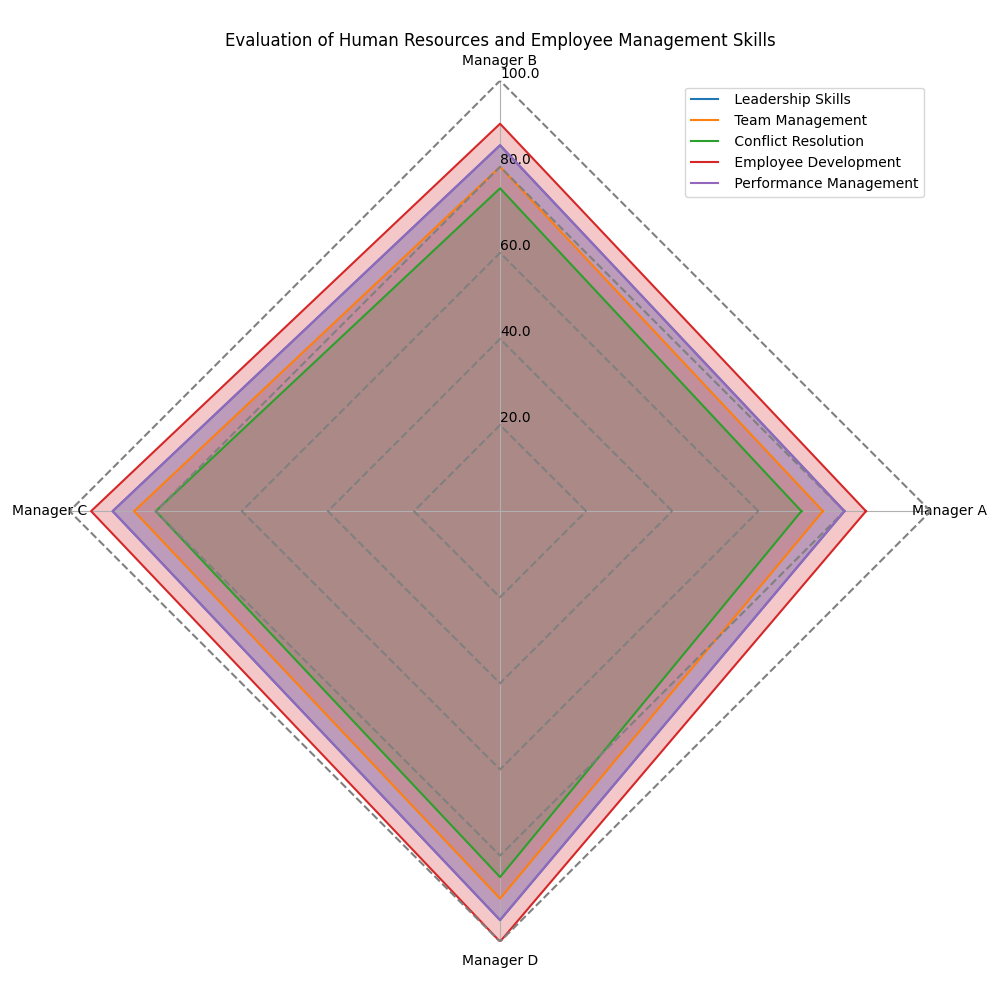 Evaluation of Human Resources and Employee Management Skills
Manager B
100.0
Leadership Skills
Team Management
Conflict Resolution
Employee Development
Performance Management
80.0
60.0
40.0
20.0
Manager C
Manager A
Manager D